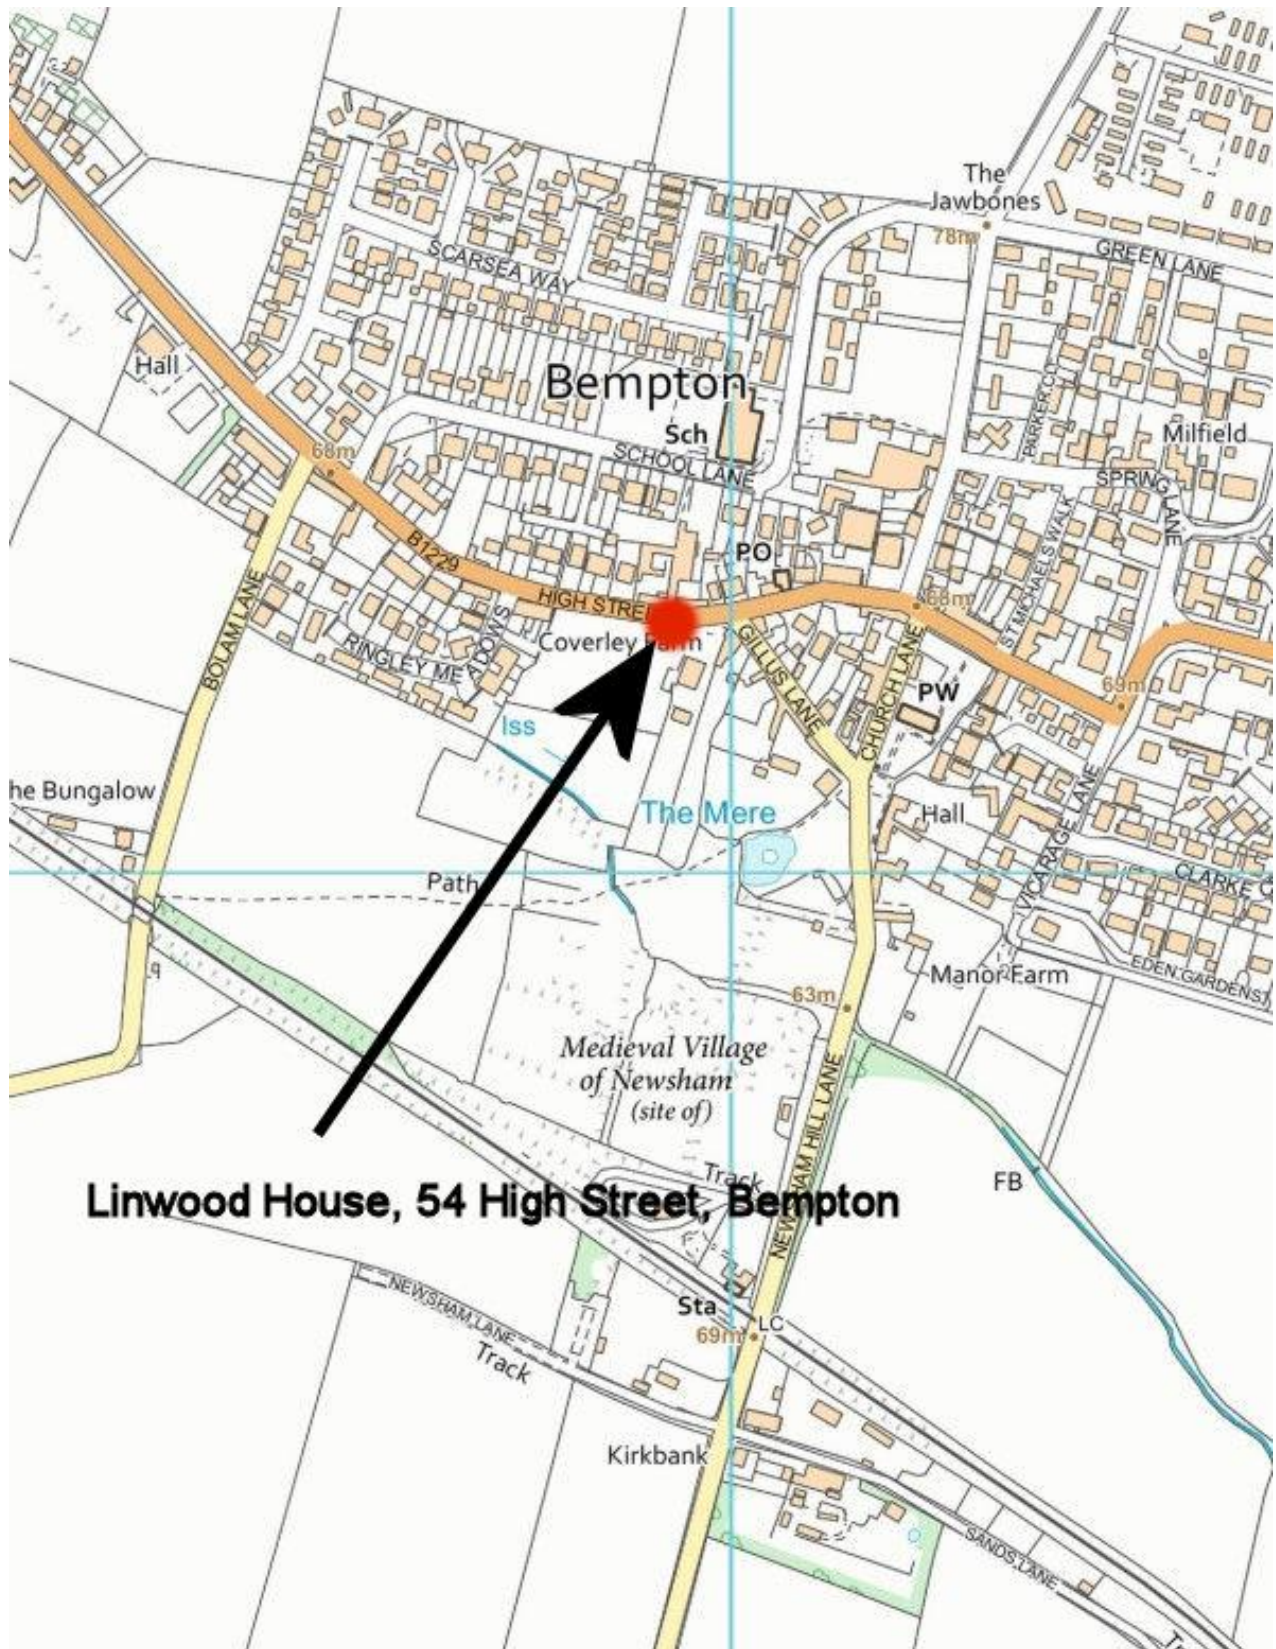 The
Jawbones
78m
GREEN LANE
SCARSEA WAY
Hall
Bempton
PARKER CT
Milfield
Sch
68m
SCHOOL LANE
SPRING LANE
ST MICHAELS WALK
B1229
PO
HIGH STREE
68m
BOLAM LANE
RINGLEY MEADOWS
Coverley Farm
GILLUS LANE
CHURCH LANE
PW
69m
Iss
he Bungalow
The Mere
Hall
VICARAGE LANE
Path
CLARKE C
EDEN GARDENS
Manor Farm
63m
Medieval Village
of Newsham
(site of)
NEWSHAM HILL LANE
Track
FB
Linwood House, 54 High Street, Bempton
NEWSHAM LANE
Track
Sta
LC
69m
Kirkbank
SANDS LANE